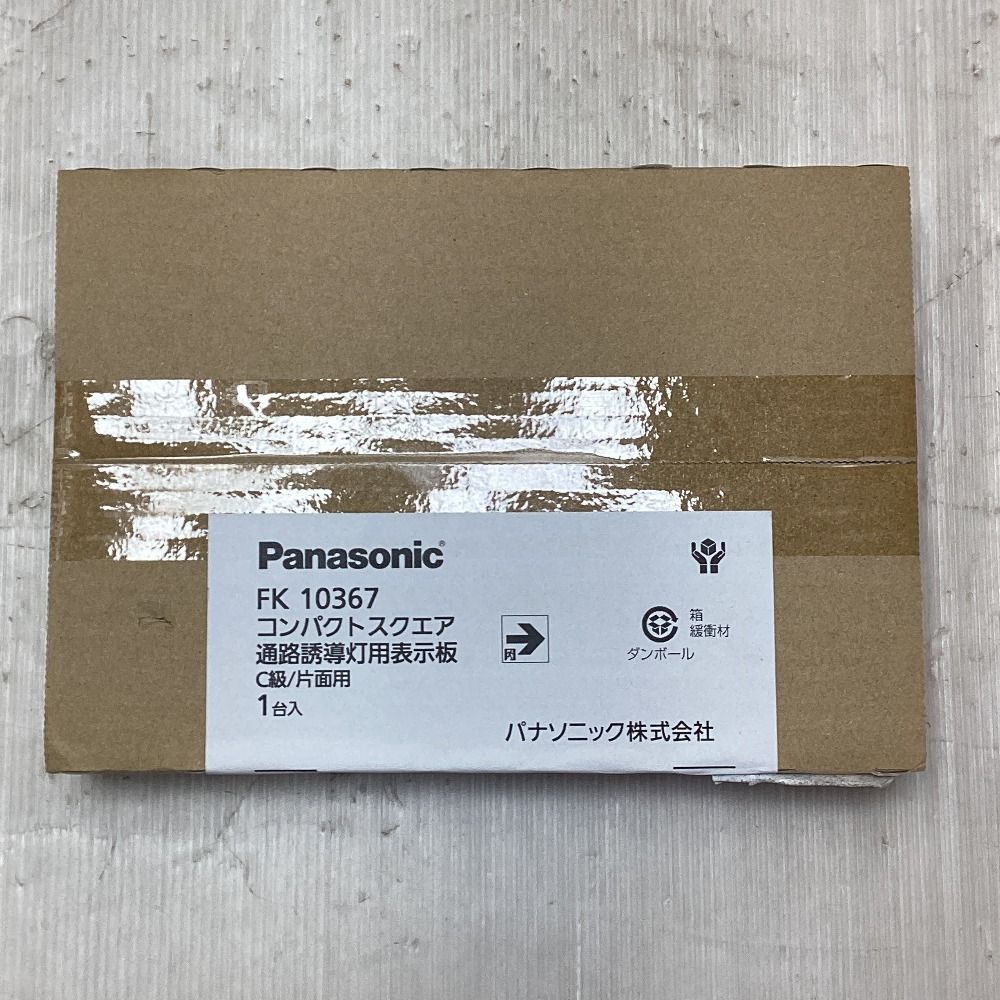 Panasonic®
FK 10367
コンパクトスクエア
通路誘導灯用表示板
C級/片面用
1台入
箱
緩衝材
ダンボール
パナソニック株式会社